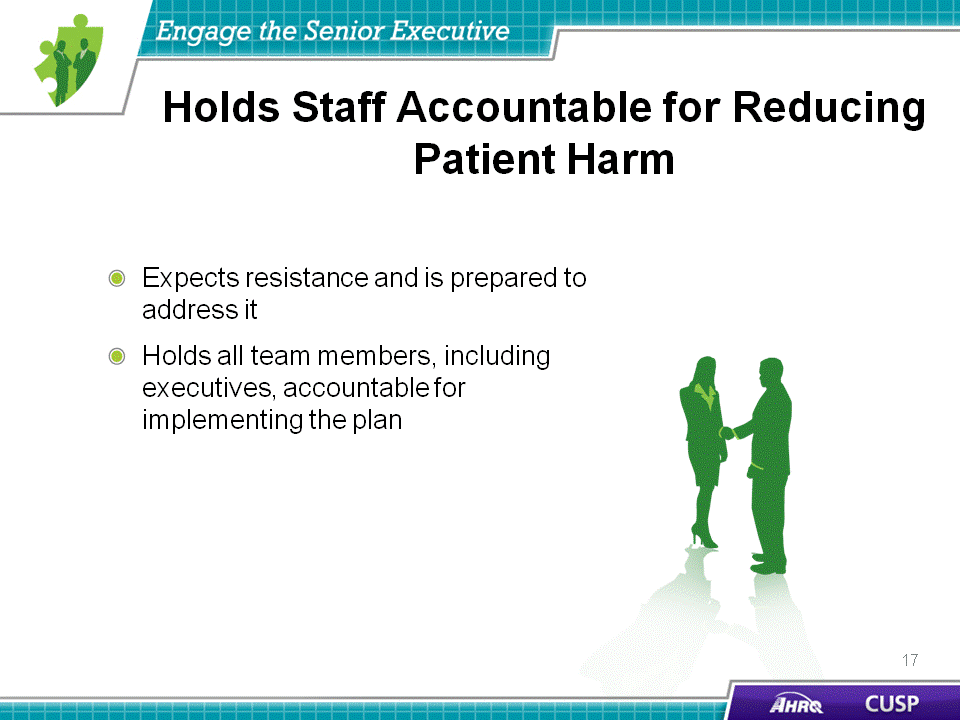 Engage the Senior Executive
Holds Staff Accountable for Reducing
Patient Harm
Expects resistance and is prepared to
address it
Holds all team members, including
executives, accountable for
implementing the plan
17
AHRQ
CUSP